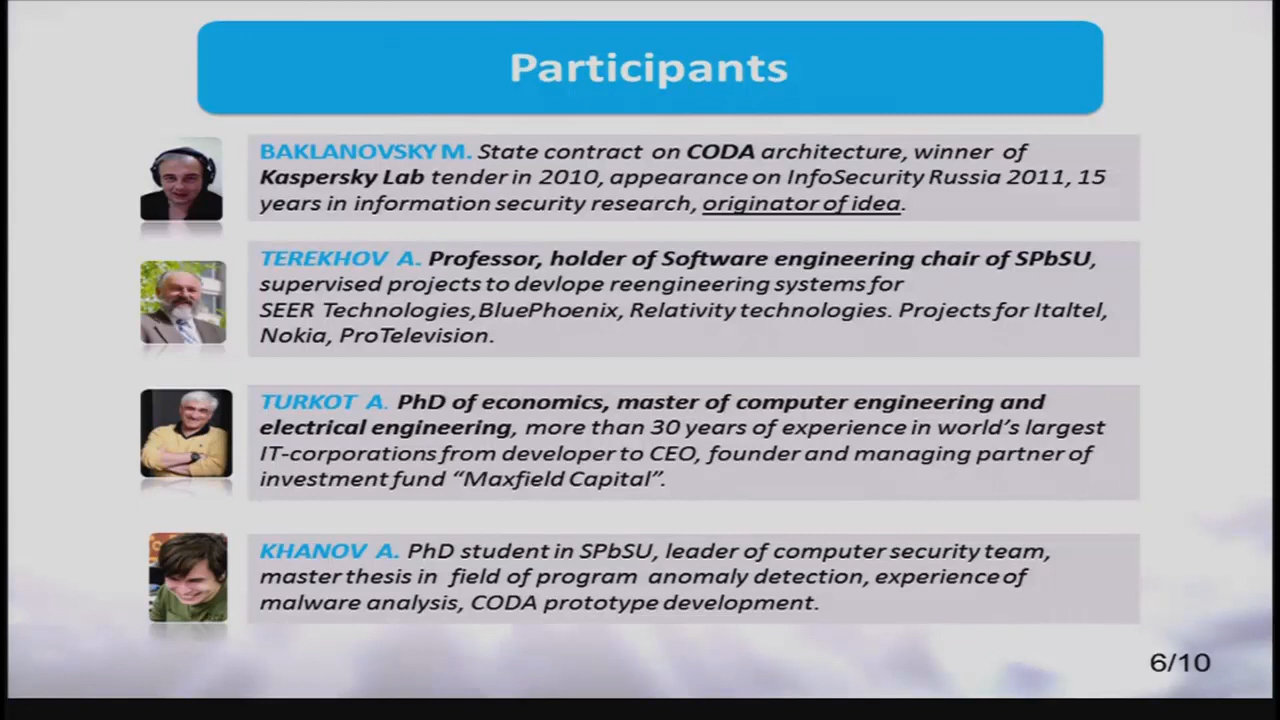 Participants
BAKLANOVSKY M. State contract on CODA architecture, winner of
Kaspersky Lab tender in 2010, appearance on InfoSecurity Russia 2011, 15
years in information security research, originator of idea.
TEREKHOV A. Professor, holder of Software engineering chair of SPbSU,
supervised projects to devlope reengineering systems for
SEER Technologies,BluePhoenix, Relativity technologies. Projects for Italtel,
Nokia, ProTelevision.
TURKOT A. PhD of economics, master of computer engineering and
electrical engineering, more than 30 years of experience in world's largest
IT-corporations from developer to CEO, founder and managing partner of
investment fund “Maxfield Capital”.
KHANOV A. PhD student in SPbSU, leader of computer security team,
master thesis in field of program anomaly detection, experience of
malware analysis, CODA prototype development.
6/10